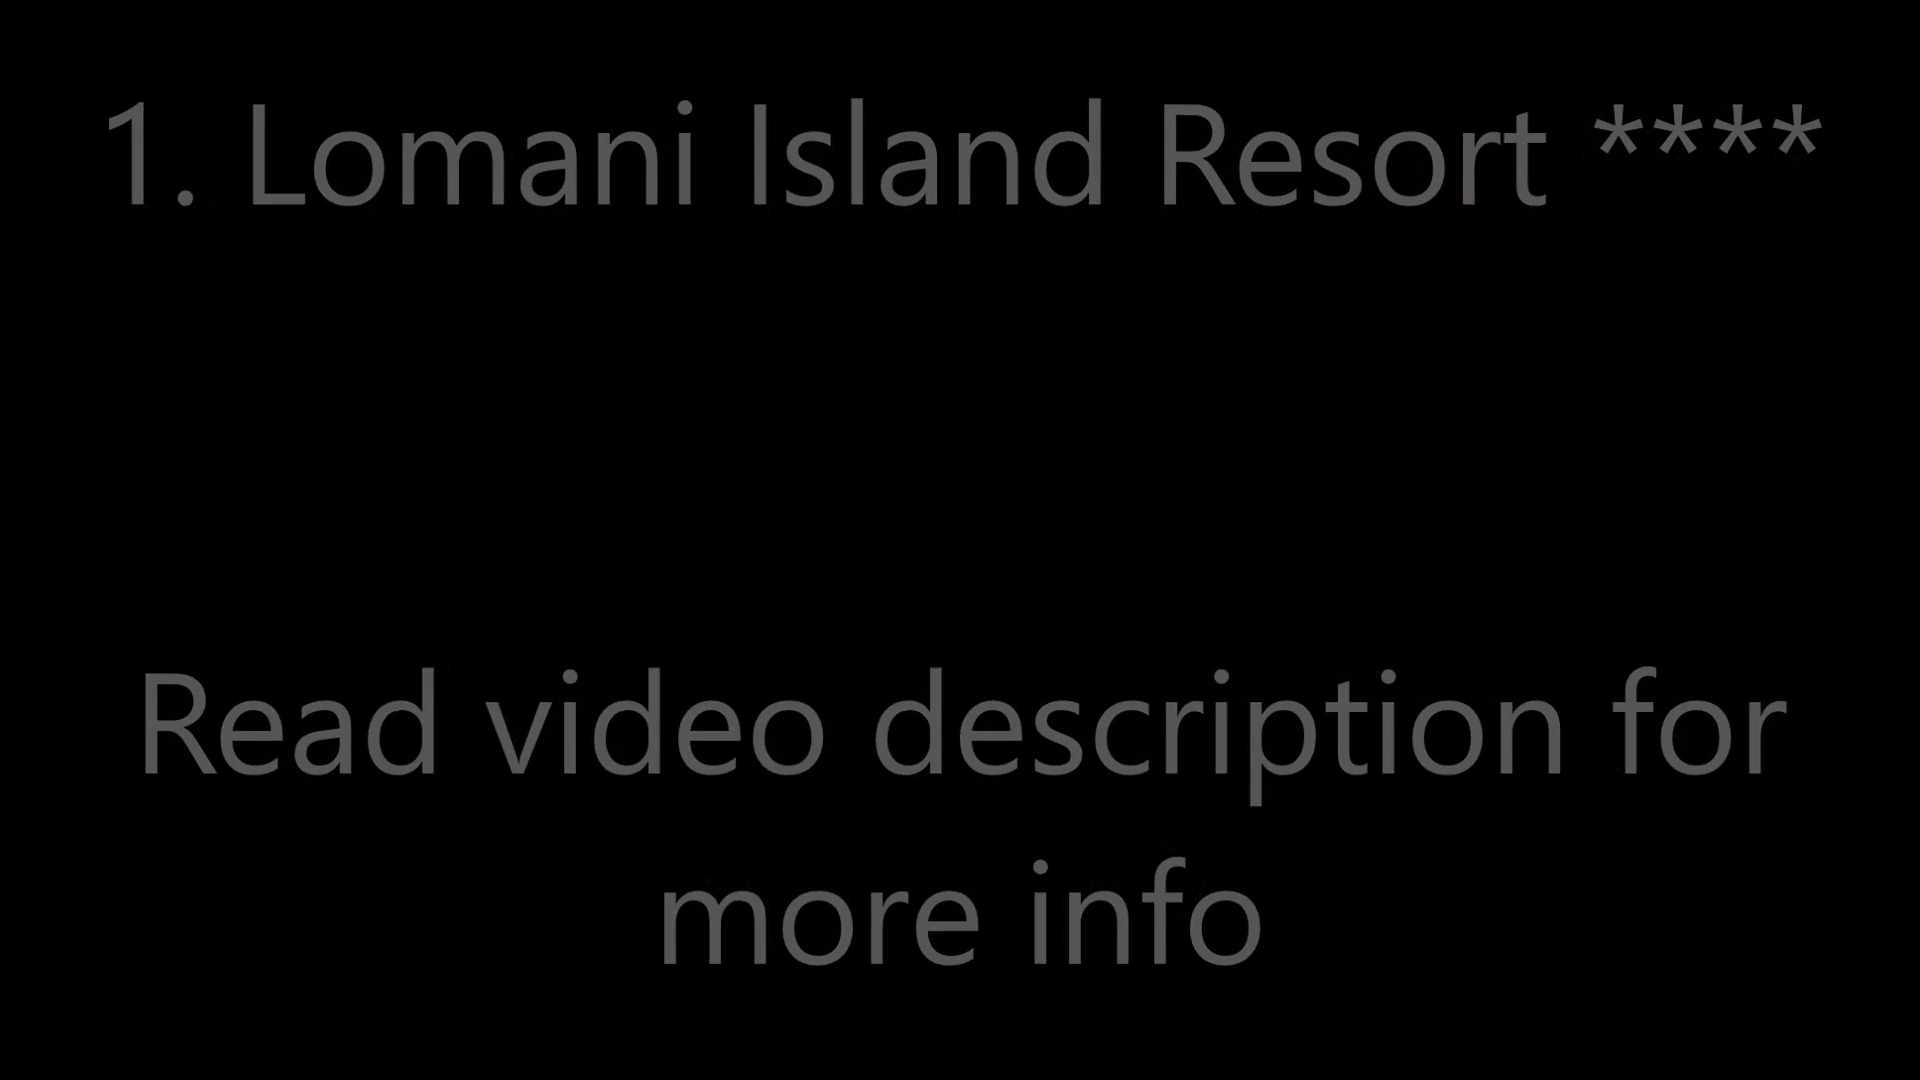 1. Lomani Island Resort ****
Read video description for
more info